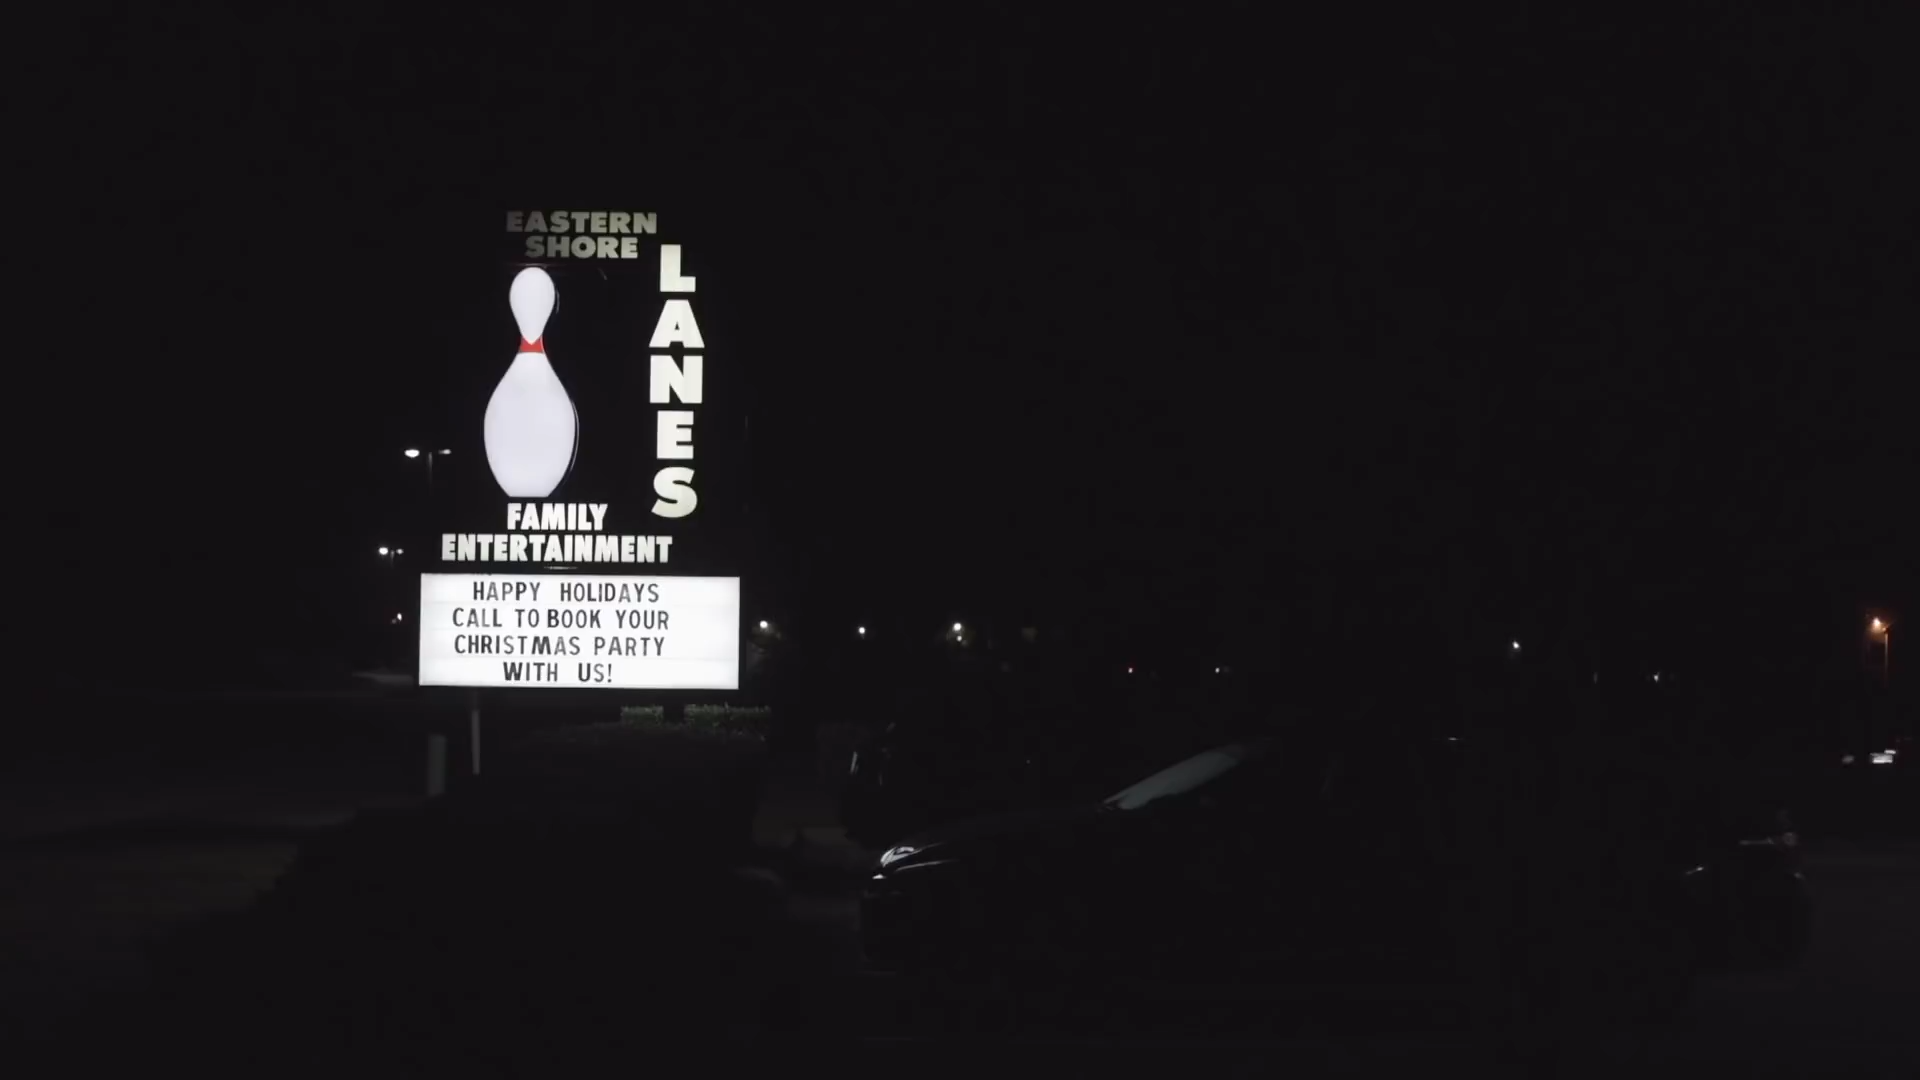 EASTERN
SHORE
LANES
FAMILY
ENTERTAINMENT
HAPPY HOLIDAYS
CALL TO BOOK YOUR
CHRISTMAS PARTY
WITH US!